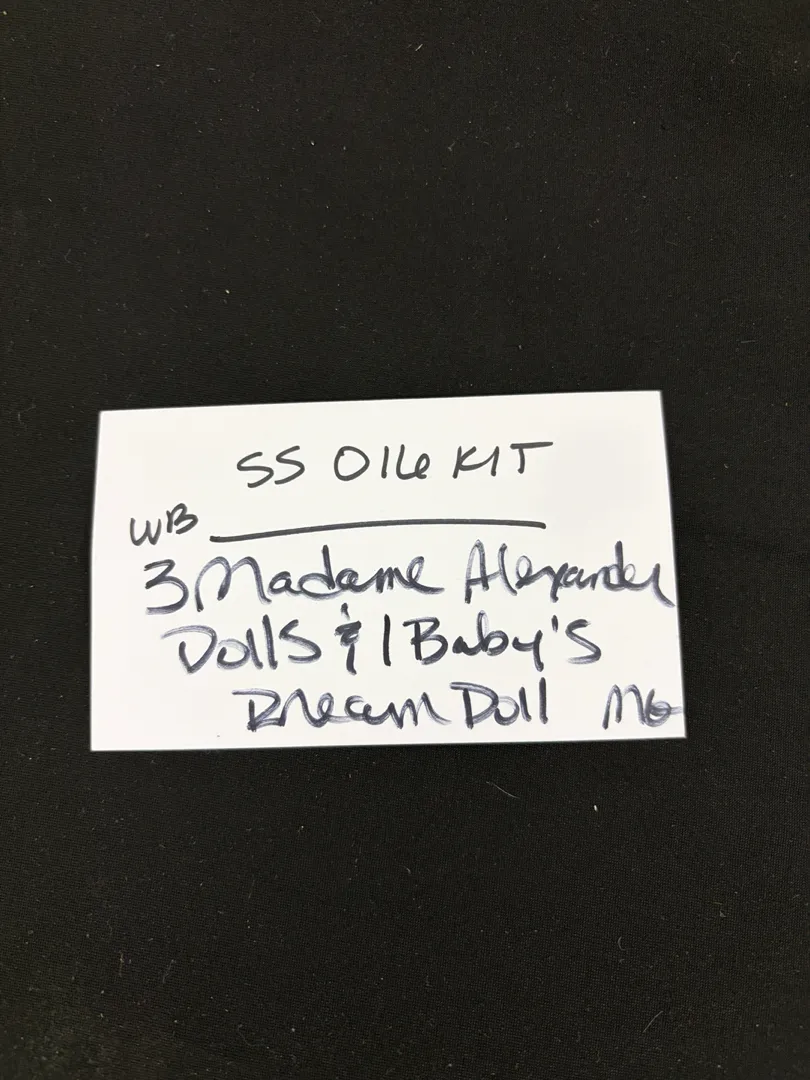 SS 016 KIT
WB
3 Madame Alexander
Dolls & 1 Baby's
Dream Doll MG